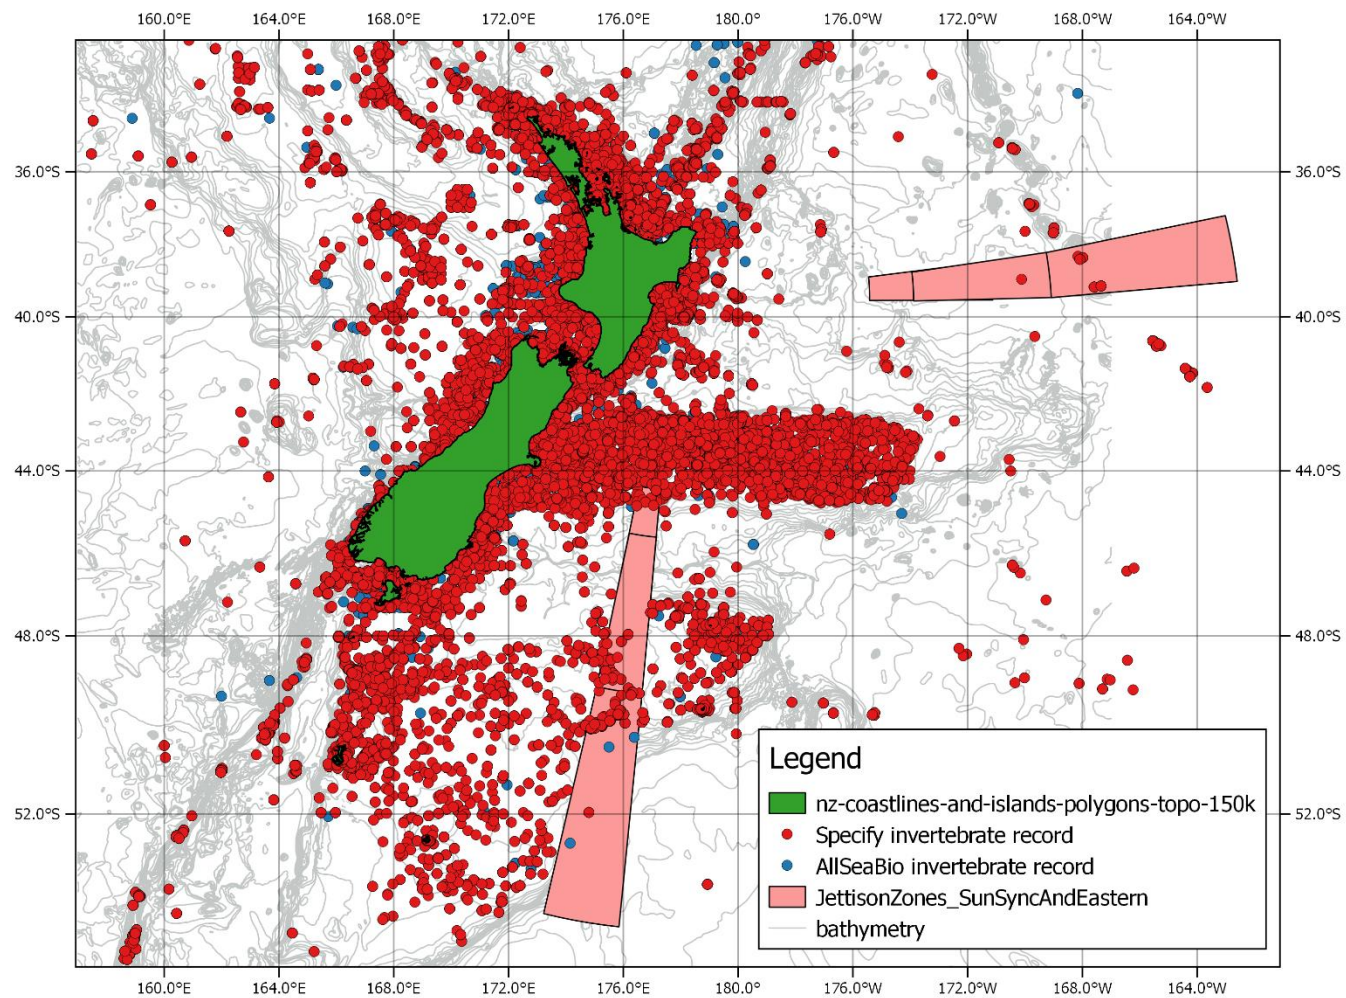 160.0°E 164.0°E 168.0°E 172.0°E 176.0°E 180.0° 176.0°W 172.0°W 168.0°W 164.0°W
36.0°S 36.0°S
40.0°S 40.0°S
44.0°S 44.0°S
48.0°S 48.0°S
52.0°S 52.0°S
Legend
nz-coastlines-and-islands-polygons-topo-150k
Specify invertebrate record
AllSeaBio invertebrate record
JettisonZones_SunSyncAndEastern
bathymetry
160.0°E 164.0°E 168.0°E 172.0°E 176.0°E 180.0° 176.0°W 172.0°W 168.0°W 164.0°W